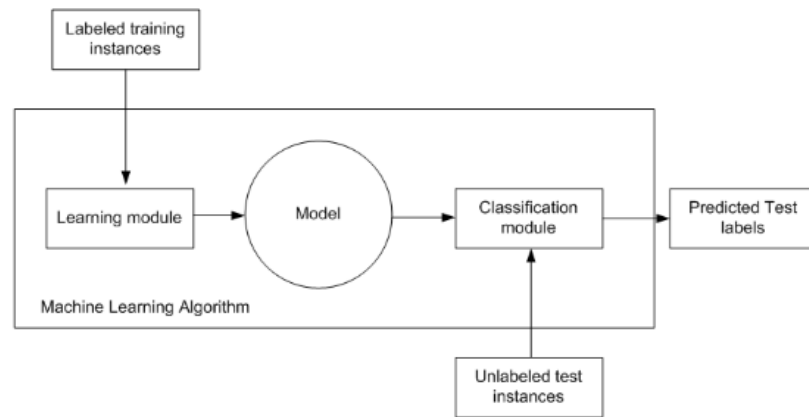 Labeled training
instances
Learning module
Model
Classification
module
Predicted Test
labels
Machine Learning Algorithm
Unlabeled test
instances